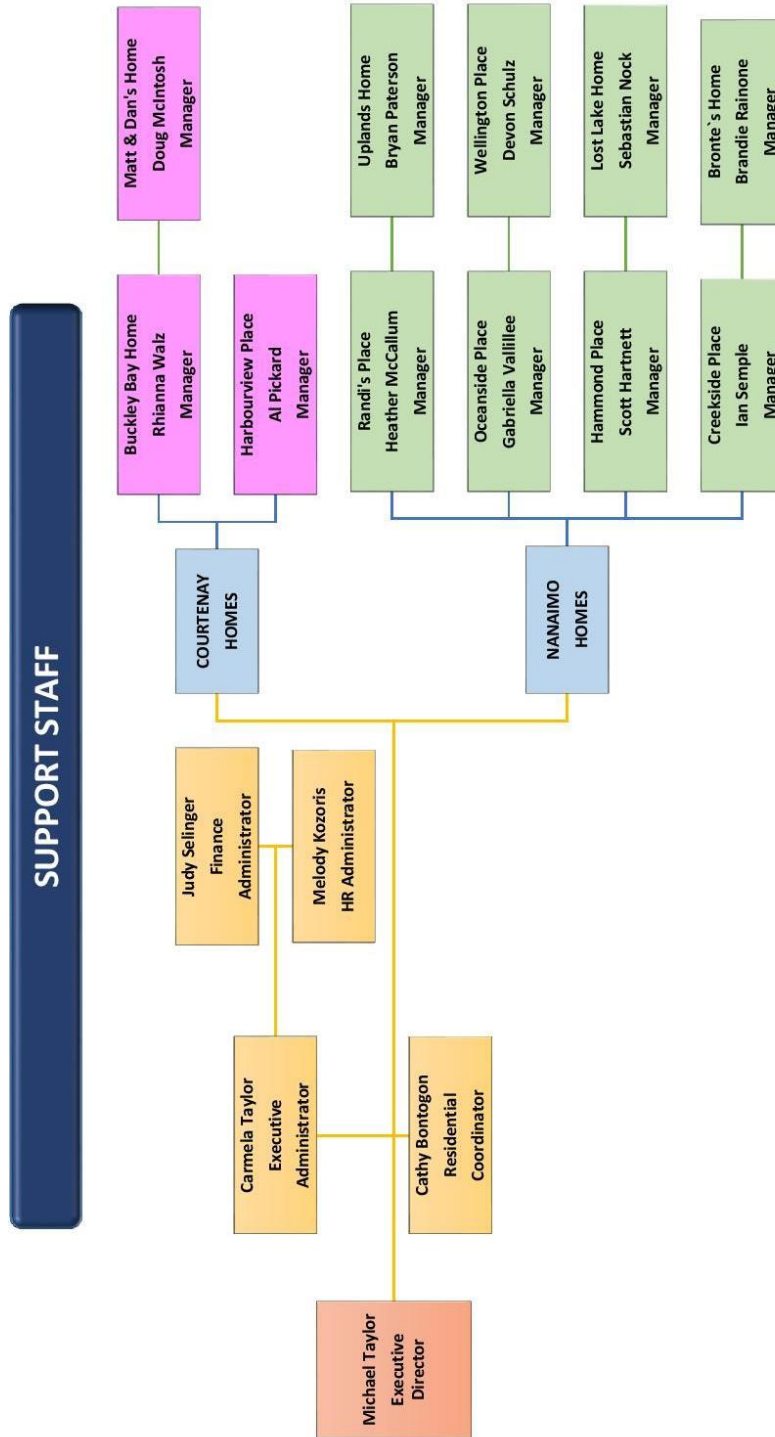 SUPPORT STAFF
Michael Taylor
Executive
Director
Carmela Taylor
Executive
Administrator
Cathy Bontogon
Residential
Coordinator
Judy Selinger
Finance
Administrator
Melody Kozoris
HR Administrator
COURTENAY
HOMES
NANAIMO
HOMES
Buckley Bay Home
Rhianna Walz
Manager
Matt & Dan's Home
Doug McIntosh
Manager
Harbourview Place
Al Pickard
Manager
Randi's Place
Heather McCallum
Manager
Uplands Home
Bryan Paterson
Manager
Oceanside Place
Gabriella Vallillee
Manager
Wellington Place
Devon Schulz
Manager
Hammond Place
Scott Hartnett
Manager
Lost Lake Home
Sebastian Nock
Manager
Creekside Place
Ian Semple
Manager
Bronte`s Home
Brandie Rainone
Manager